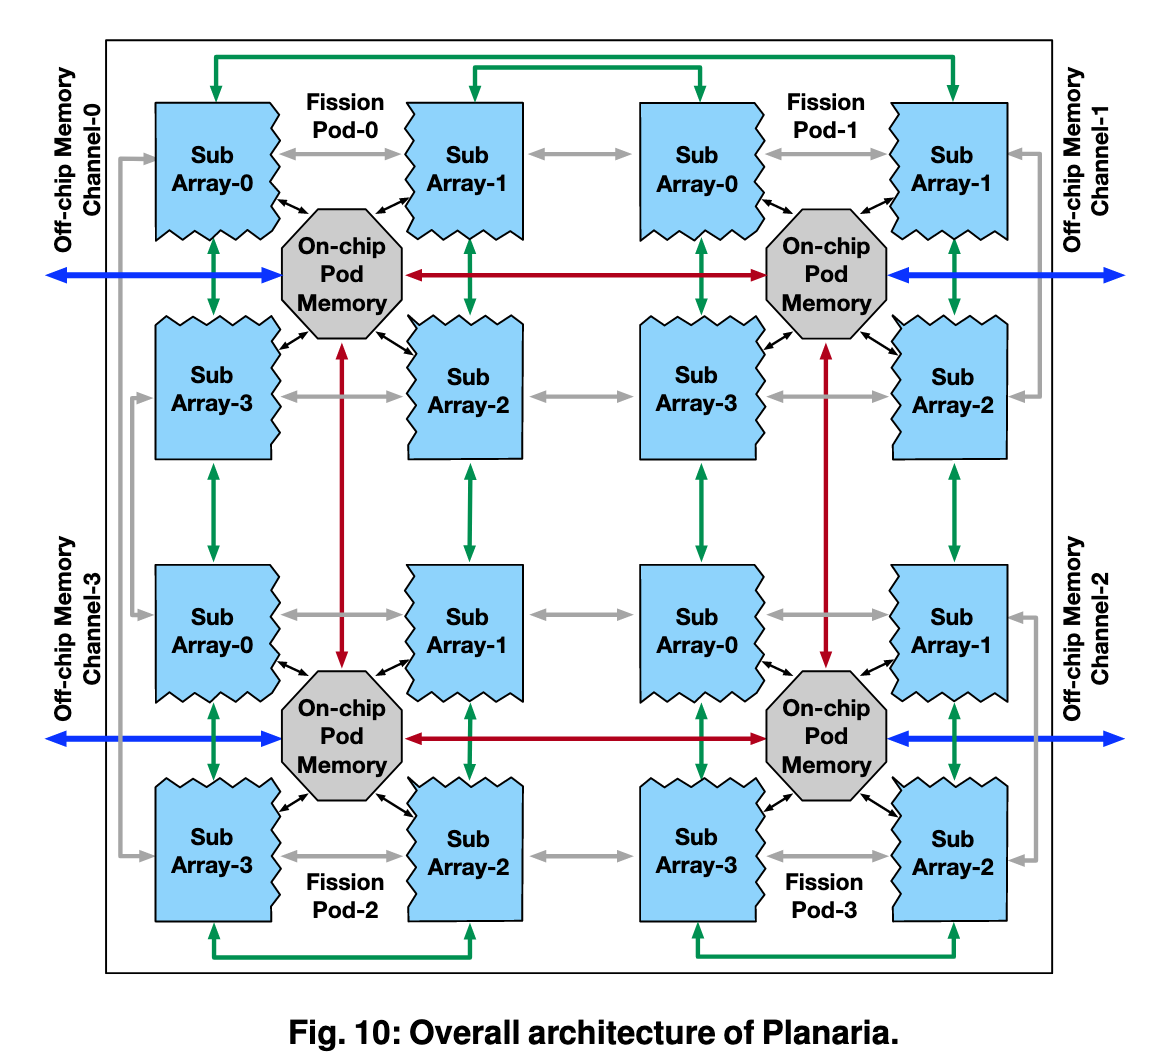 Off-chip Memory
Channel-0
Fission
Pod-0
Fission
Pod-1
Off-chip Memory
Channel-1
Sub
Array-0
Sub
Array-1
Sub
Array-0
Sub
Array-1
On-chip
Pod
Memory
On-chip
Pod
Memory
Sub
Array-3
Sub
Array-2
Sub
Array-3
Sub
Array-2
Off-chip Memory
Channel-3
Off-chip Memory
Channel-2
Sub
Array-0
Sub
Array-1
Sub
Array-0
Sub
Array-1
On-chip
Pod
Memory
On-chip
Pod
Memory
Sub
Array-3
Sub
Array-2
Sub
Array-3
Sub
Array-2
Fission
Pod-2
Fission
Pod-3
Fig. 10: Overall architecture of Planaria.